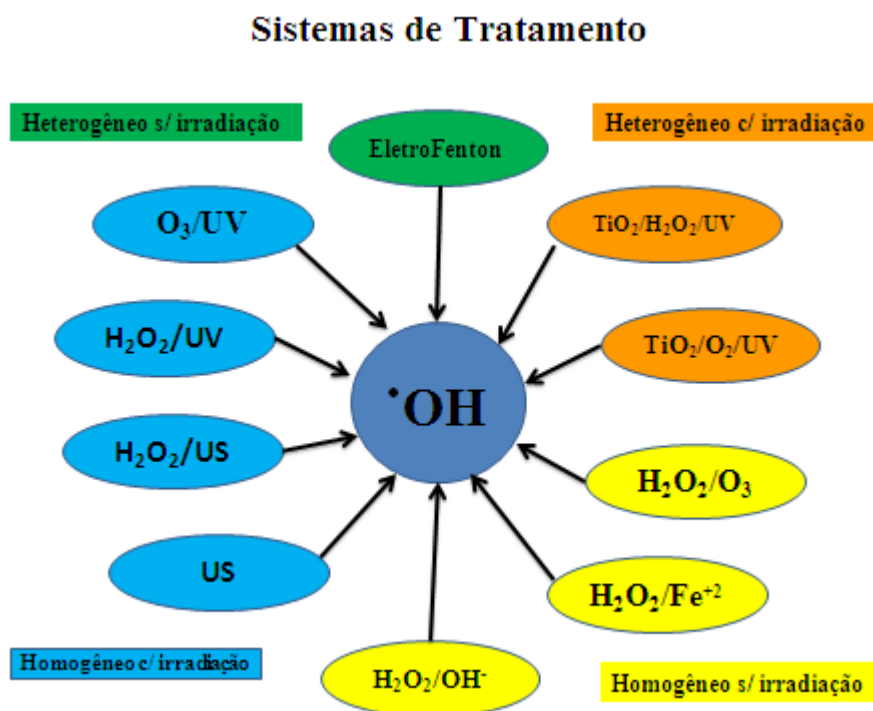 Sistemas de Tratamento
Heterogêneo s/ irradiação
Heterogêneo c/ irradiação
EletroFenton
O₃/UV
TiO₂/H₂O₂/UV
H₂O₂/UV
TiO₂/O₂/UV
•OH
H₂O₂/US
H₂O₂/O₃
US
H₂O₂/Fe⁺²
Homogêneo c/ irradiação
H₂O₂/OH⁻
Homogêneo s/ irradiação